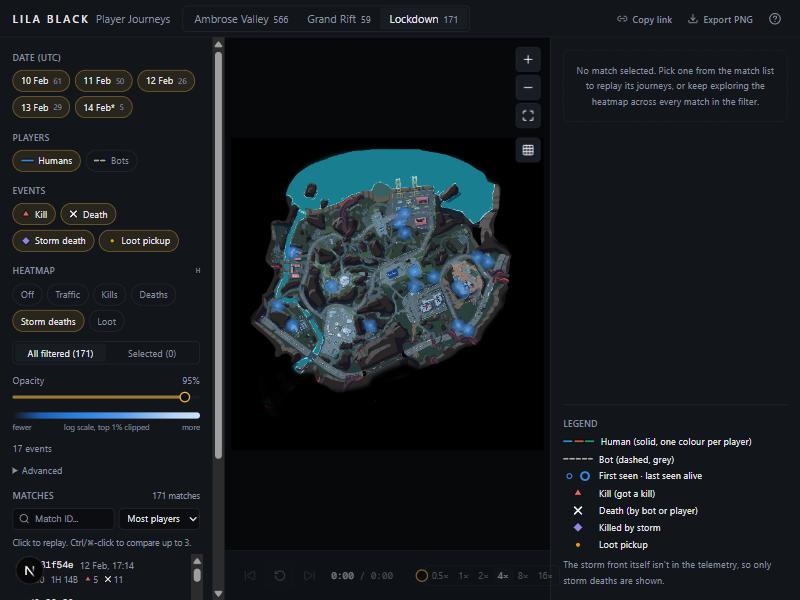 LILA BLACK Player Journeys
Ambrose Valley 566 Grand Rift 59 Lockdown 171
Copy link Export PNG
DATE (UTC)
10 Feb 61 11 Feb 50 12 Feb 26
13 Feb 29 14 Feb* 5
PLAYERS
Humans Bots
EVENTS
Kill Death
Storm death Loot pickup
HEATMAP H
Off Traffic Kills Deaths
Storm deaths Loot
All filtered (171) Selected (0)
Opacity 95%
fewer log scale, top 1% clipped more
17 events
Advanced
MATCHES 171 matches
Match ID... Most players
Click to replay. Ctrl/⌘-click to compare up to 3.
N
1f54e 12 Feb, 17:14
1H 14B 5 11
0:00 / 0:00 0.5× 1× 2× 4× 8× 16×
No match selected. Pick one from the match list
to replay its journeys, or keep exploring the
heatmap across every match in the filter.
LEGEND
Human (solid, one colour per player)
Bot (dashed, grey)
First seen · last seen alive
Kill (got a kill)
Death (by bot or player)
Killed by storm
Loot pickup
The storm front itself isn't in the telemetry, so only
storm deaths are shown.